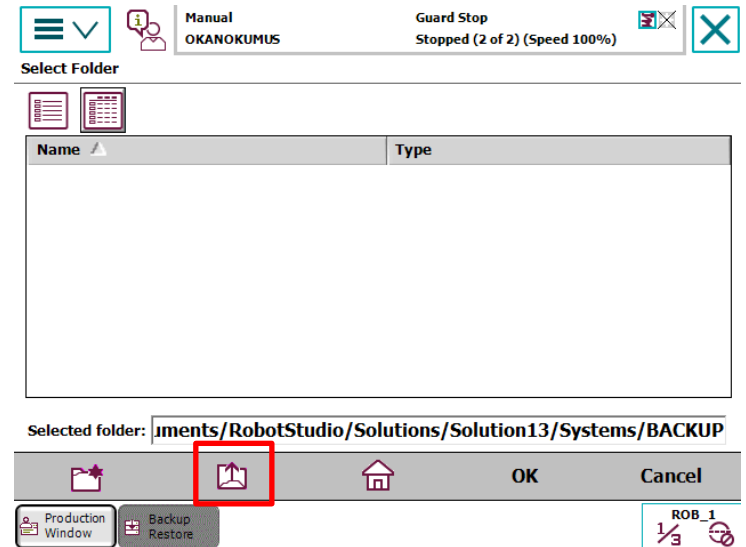 Manual Guard Stop
OKANOKUMUS Stopped (2 of 2) (Speed 100%)
Select Folder
Name Type
Selected folder: uments/RobotStudio/Solutions/Solution13/Systems/BACKUP
OK Cancel
Production Window
Backup Restore
ROB_1
1/3